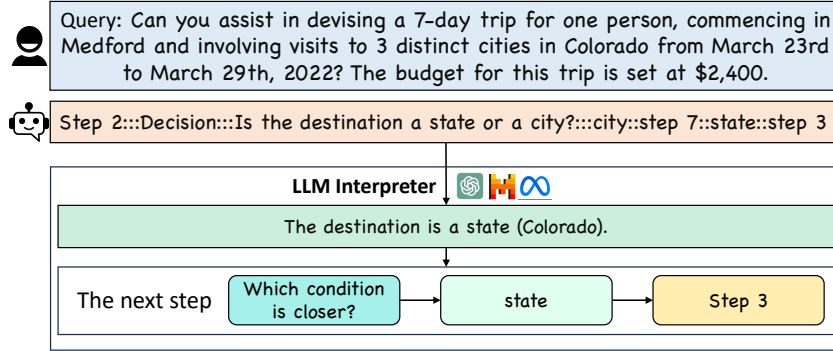 Query: Can you assist in devising a 7-day trip for one person, commencing in
Medford and involving visits to 3 distinct cities in Colorado from March 23rd
to March 29th, 2022? The budget for this trip is set at $2,400.
Step 2:::Decision:::Is the destination a state or a city?:::city::step 7::state::step 3
LLM Interpreter
The destination is a state (Colorado).
The next step
Which condition
is closer?
state
Step 3